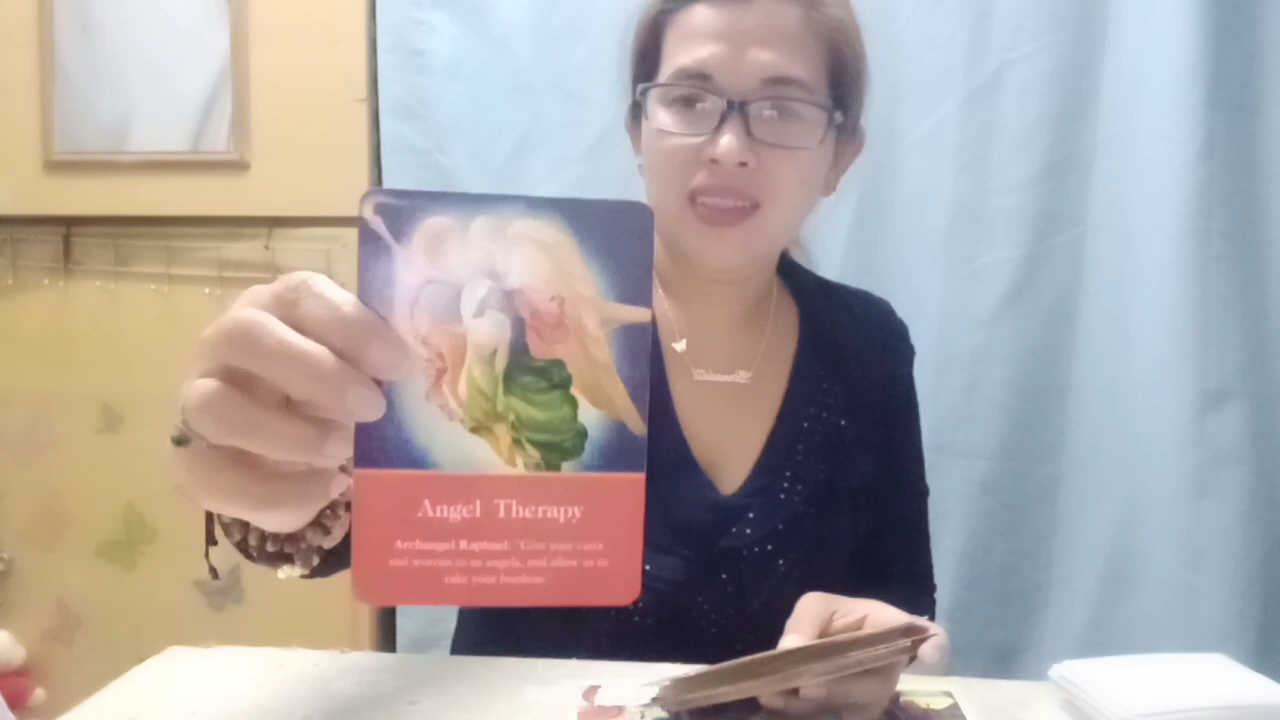 Angel Therapy
Archangel Raphael: "Give your cares
and worries to us angels, and allow us to
take your burdens."